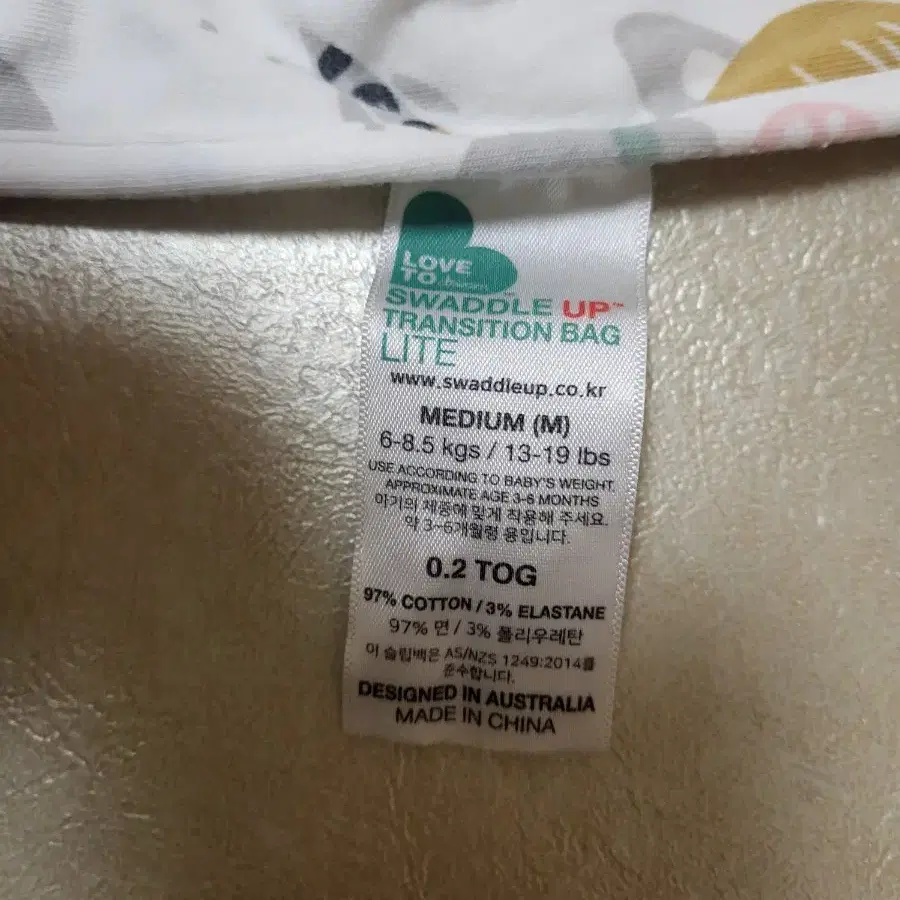 LOVE
TO
SWADDLE UP™
TRANSITION BAG
LITE
www.swaddleup.co.kr
MEDIUM (M)
6-8.5 kgs / 13-19 lbs
USE ACCORDING TO BABY'S WEIGHT.
APPROXIMATE AGE 3-6 MONTHS
아기의 체중에 맞게 착용해 주세요.
약 3~6개월령 용입니다.
0.2 TOG
97% COTTON / 3% ELASTANE
97% 면 / 3% 폴리우레탄
이 슬립백은 AS/NZS 1249:2014를
준수합니다.
DESIGNED IN AUSTRALIA
MADE IN CHINA